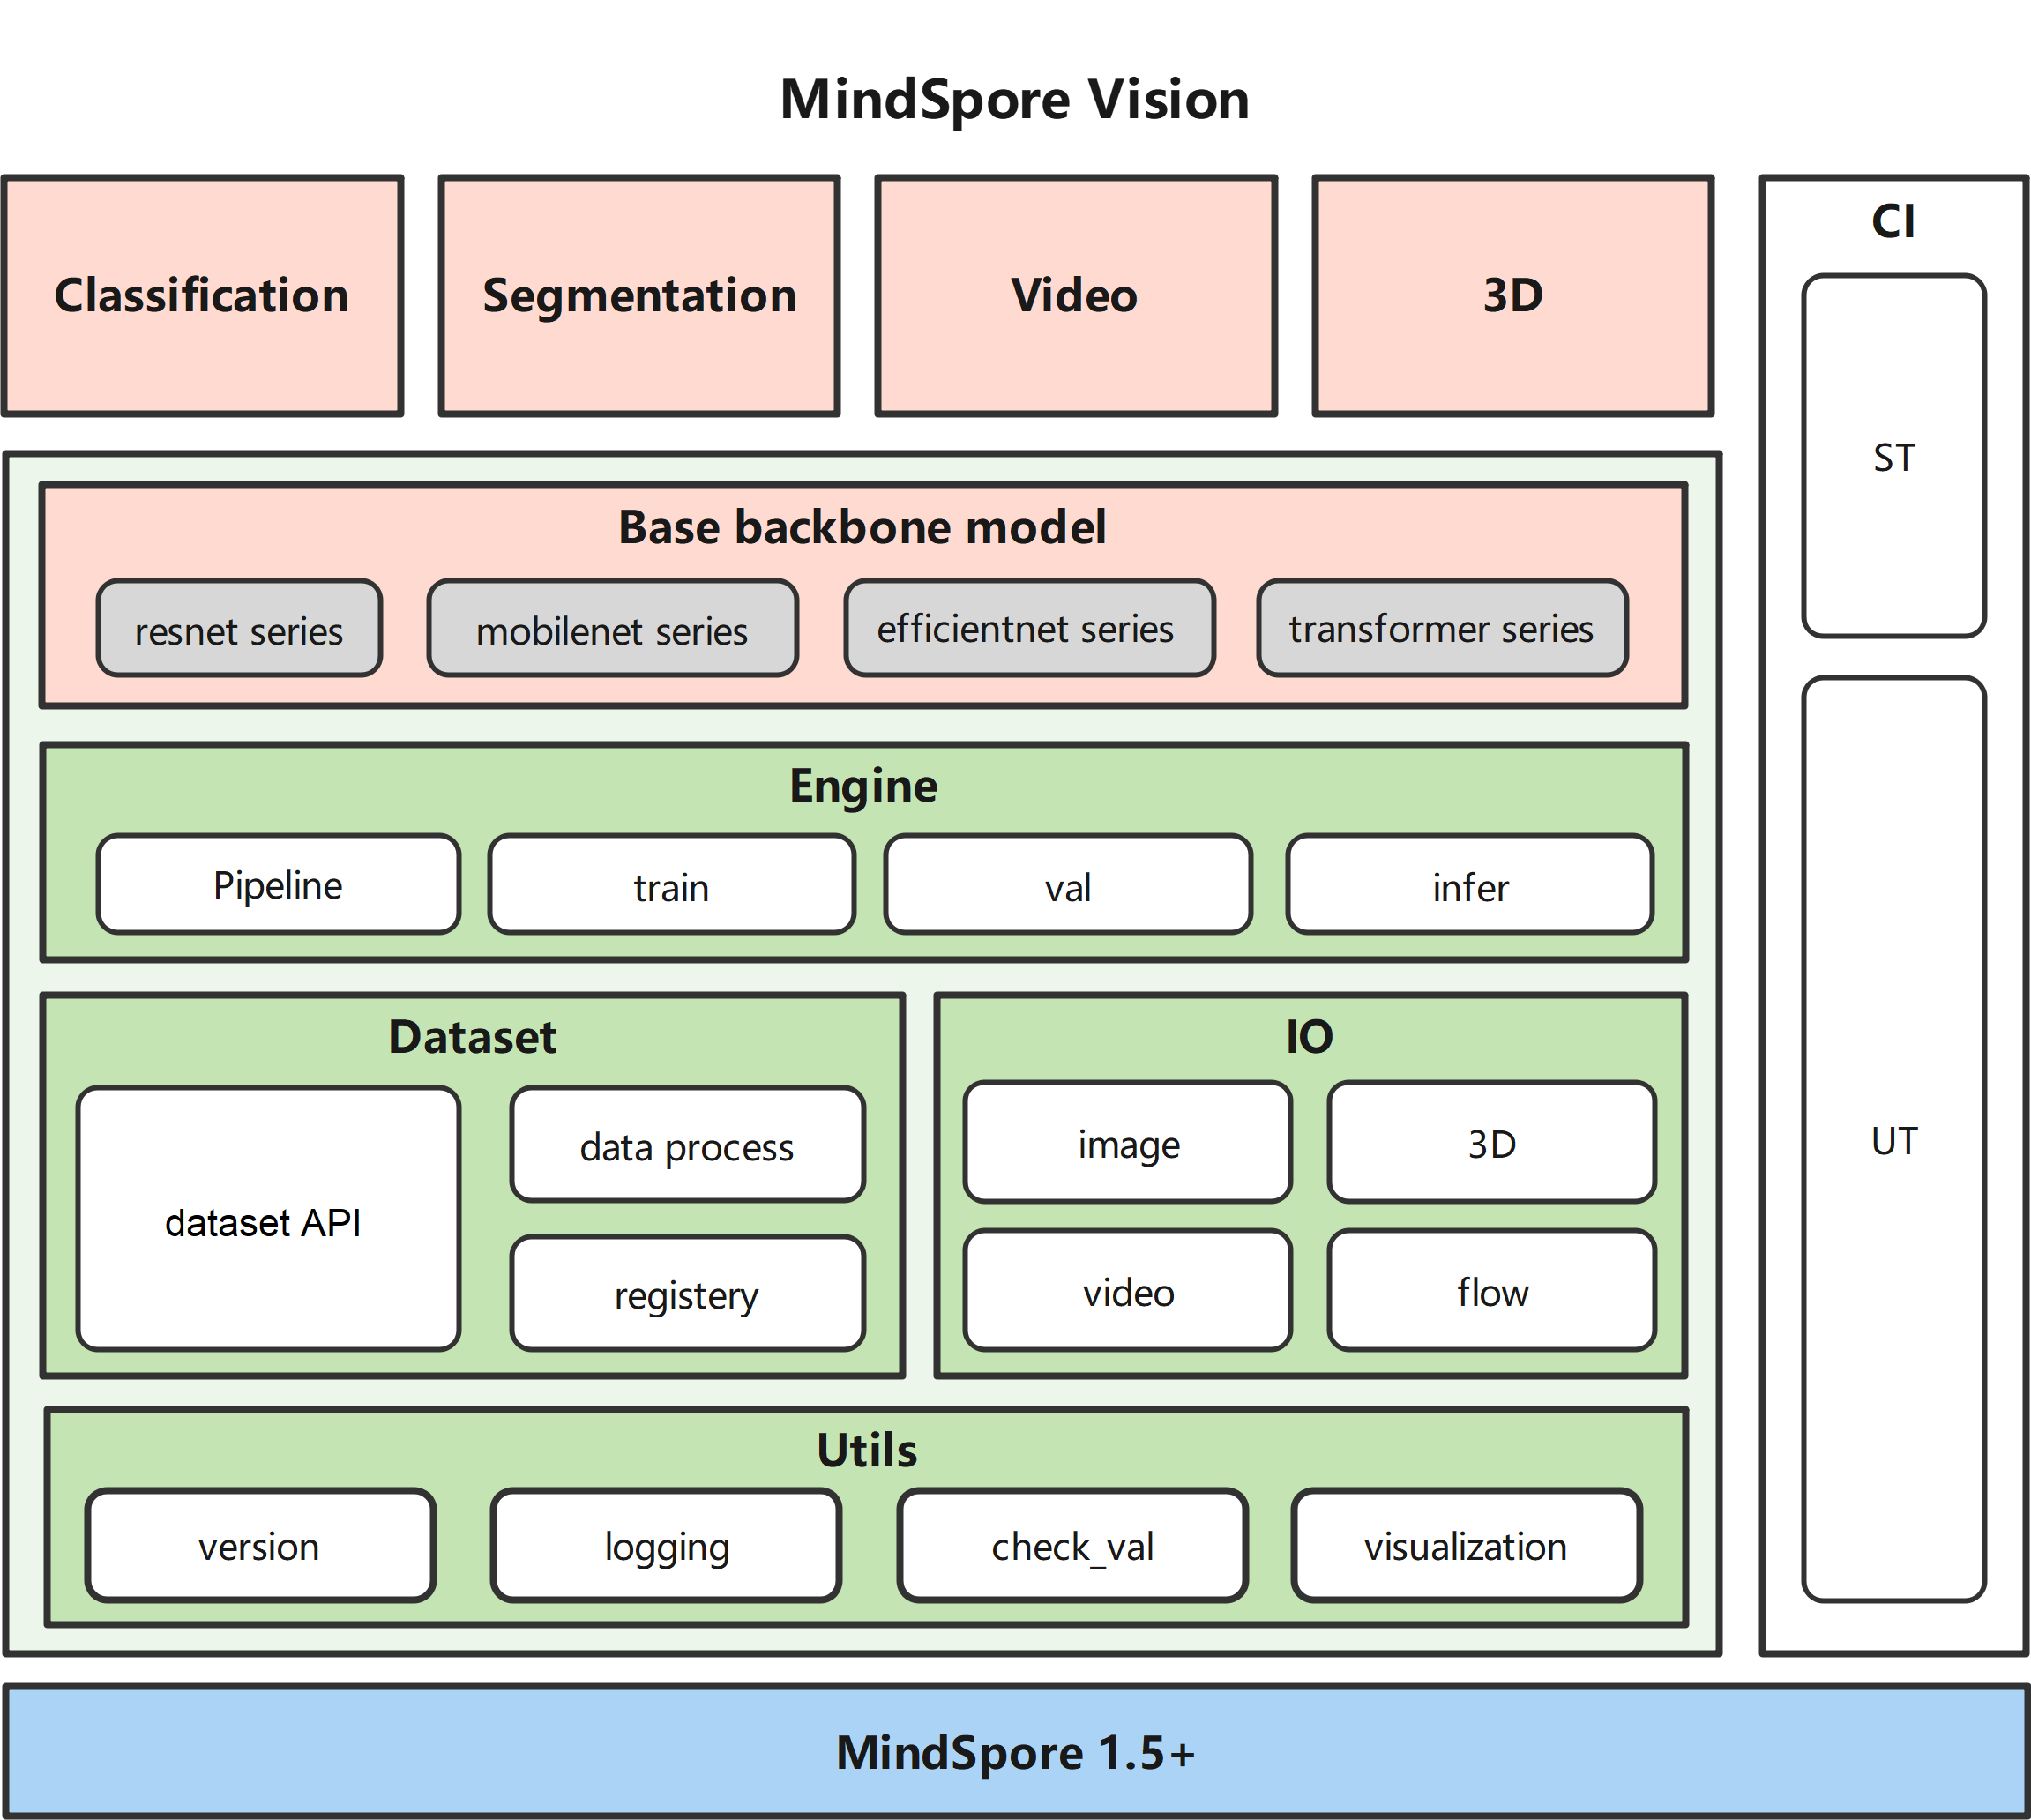 MindSpore Vision
Classification
Segmentation
Video
3D
CI
ST
UT
Base backbone model
resnet series
mobilenet series
efficientnet series
transformer series
Engine
Pipeline
train
val
infer
Dataset
dataset API
data process
registery
IO
image
3D
video
flow
Utils
version
logging
check_val
visualization
MindSpore 1.5+